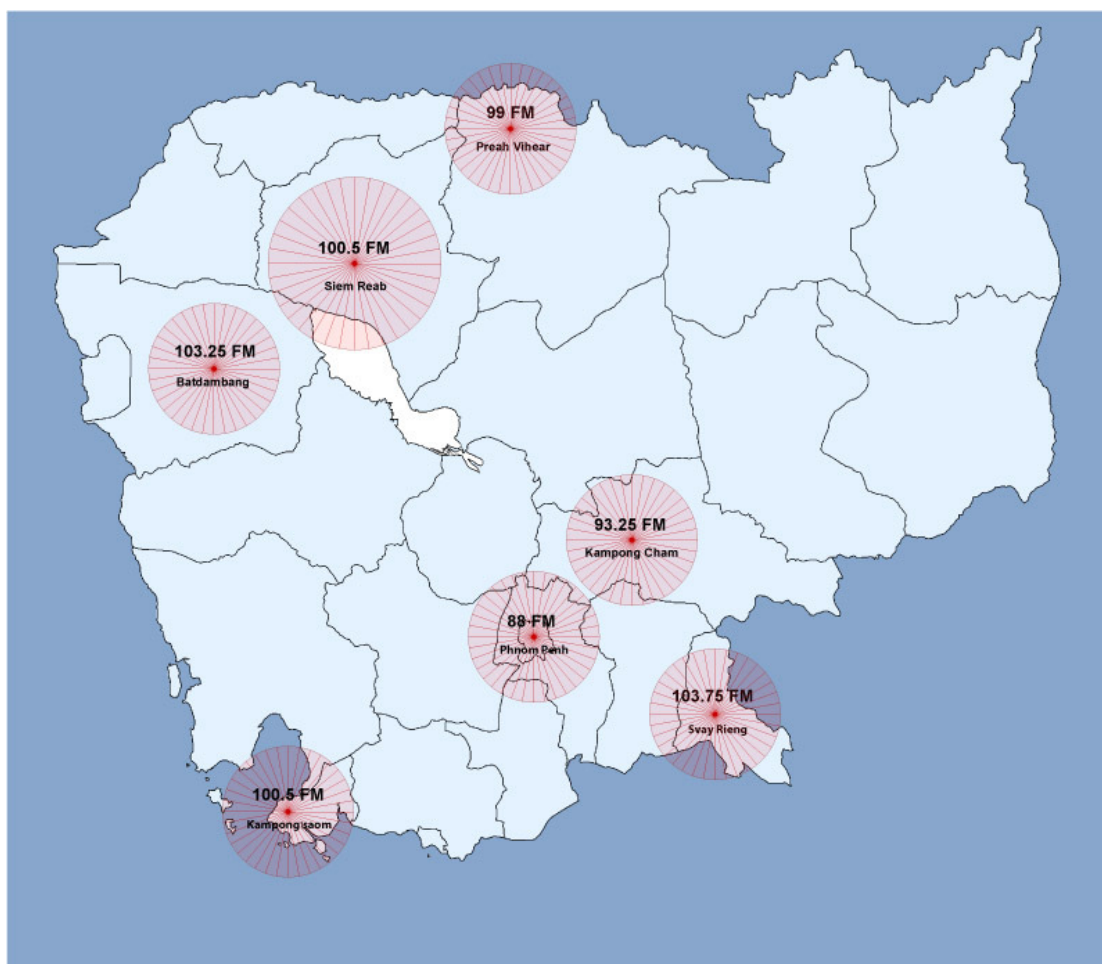 99 FM
Preah Vihear
100.5 FM
Siem Reab
103.25 FM
Batdambang
93.25 FM
Kampong Cham
88 FM
Phnom Penh
103.75 FM
Svay Rieng
100.5 FM
Kampong saom